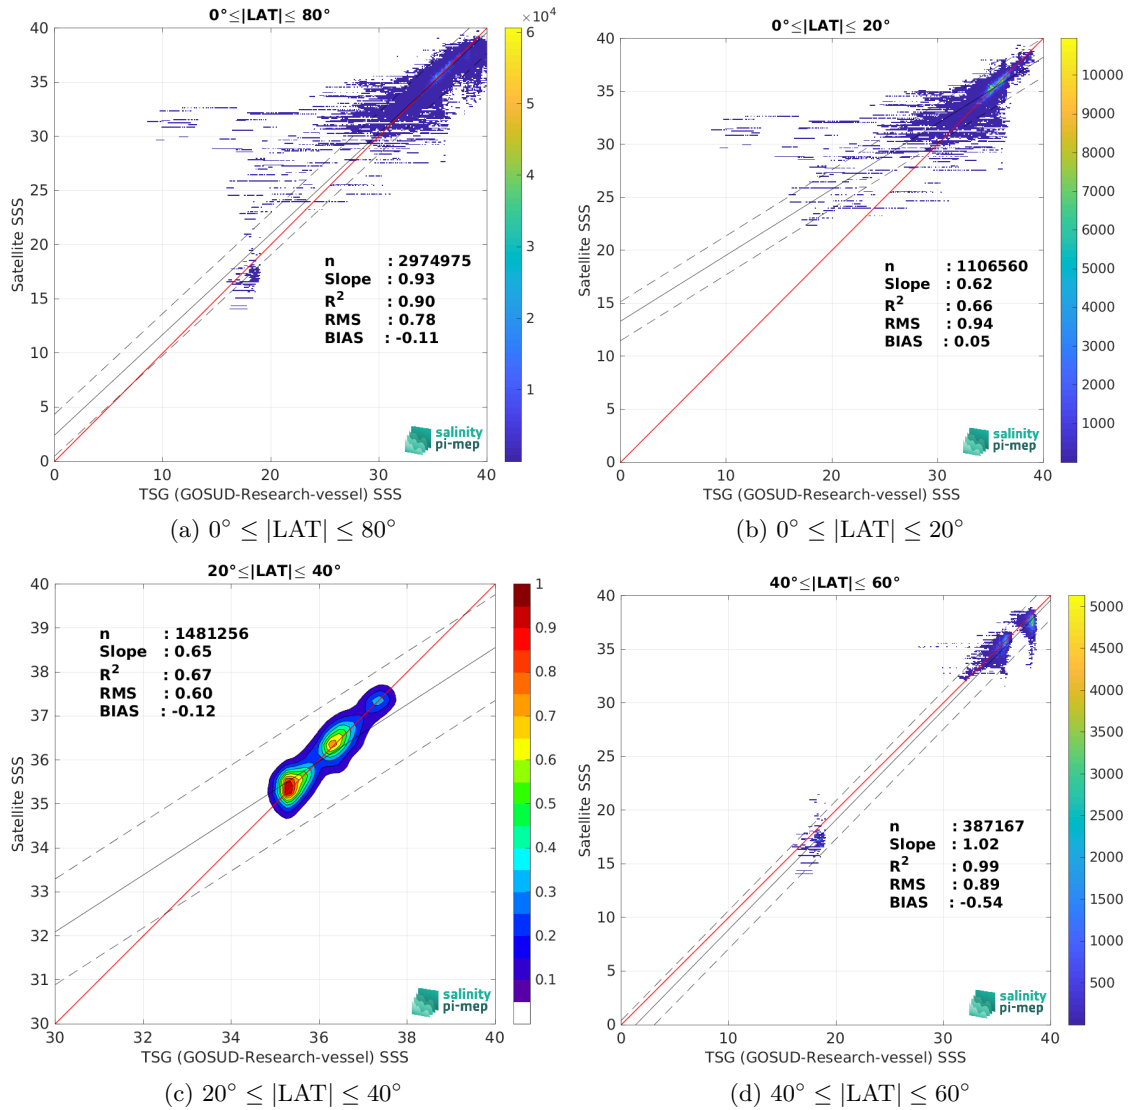 0°≤|LAT|≤ 80°
×10⁴
40
35
30
25
20
15
10
5
0
0
10
20
30
40
6
5
4
3
2
1
Satellite SSS
n : 2974975
Slope : 0.93
R² : 0.90
RMS : 0.78
BIAS : -0.11
salinity
pi-mep
TSG (GOSUD-Research-vessel) SSS
(a) 0° ≤ |LAT| ≤ 80°
0°≤|LAT|≤ 20°
40
35
30
25
20
15
10
5
0
0
10
20
30
40
10000
9000
8000
7000
6000
5000
4000
3000
2000
1000
Satellite SSS
n : 1106560
Slope : 0.62
R² : 0.66
RMS : 0.94
BIAS : 0.05
salinity
pi-mep
TSG (GOSUD-Research-vessel) SSS
(b) 0° ≤ |LAT| ≤ 20°
20°≤|LAT|≤ 40°
40
39
38
37
36
35
34
33
32
31
30
30
32
34
36
38
40
1
0.9
0.8
0.7
0.6
0.5
0.4
0.3
0.2
0.1
Satellite SSS
n : 1481256
Slope : 0.65
R² : 0.67
RMS : 0.60
BIAS : -0.12
salinity
pi-mep
TSG (GOSUD-Research-vessel) SSS
(c) 20° ≤ |LAT| ≤ 40°
40°≤|LAT|≤ 60°
40
35
30
25
20
15
10
5
0
0
10
20
30
40
5000
4500
4000
3500
3000
2500
2000
1500
1000
500
Satellite SSS
n : 387167
Slope : 1.02
R² : 0.99
RMS : 0.89
BIAS : -0.54
salinity
pi-mep
TSG (GOSUD-Research-vessel) SSS
(d) 40° ≤ |LAT| ≤ 60°